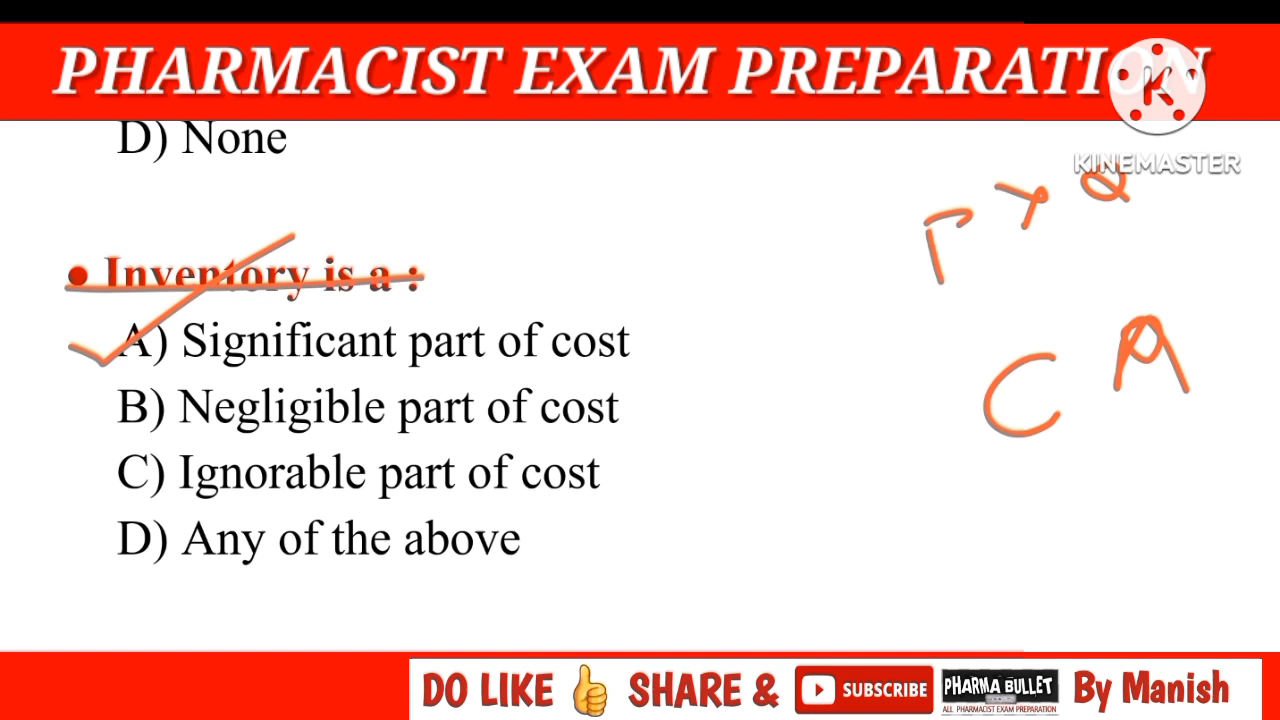 PHARMACIST EXAM PREPARATION
KINEMASTER
D) None
P × Q
• Inventory is a :
A) Significant part of cost
C A
B) Negligible part of cost
C) Ignorable part of cost
D) Any of the above
DO LIKE 👍 SHARE & SUBSCRIBE PHARMA BULLET By Manish
ALL PHARMACIST EXAM PREPARATION